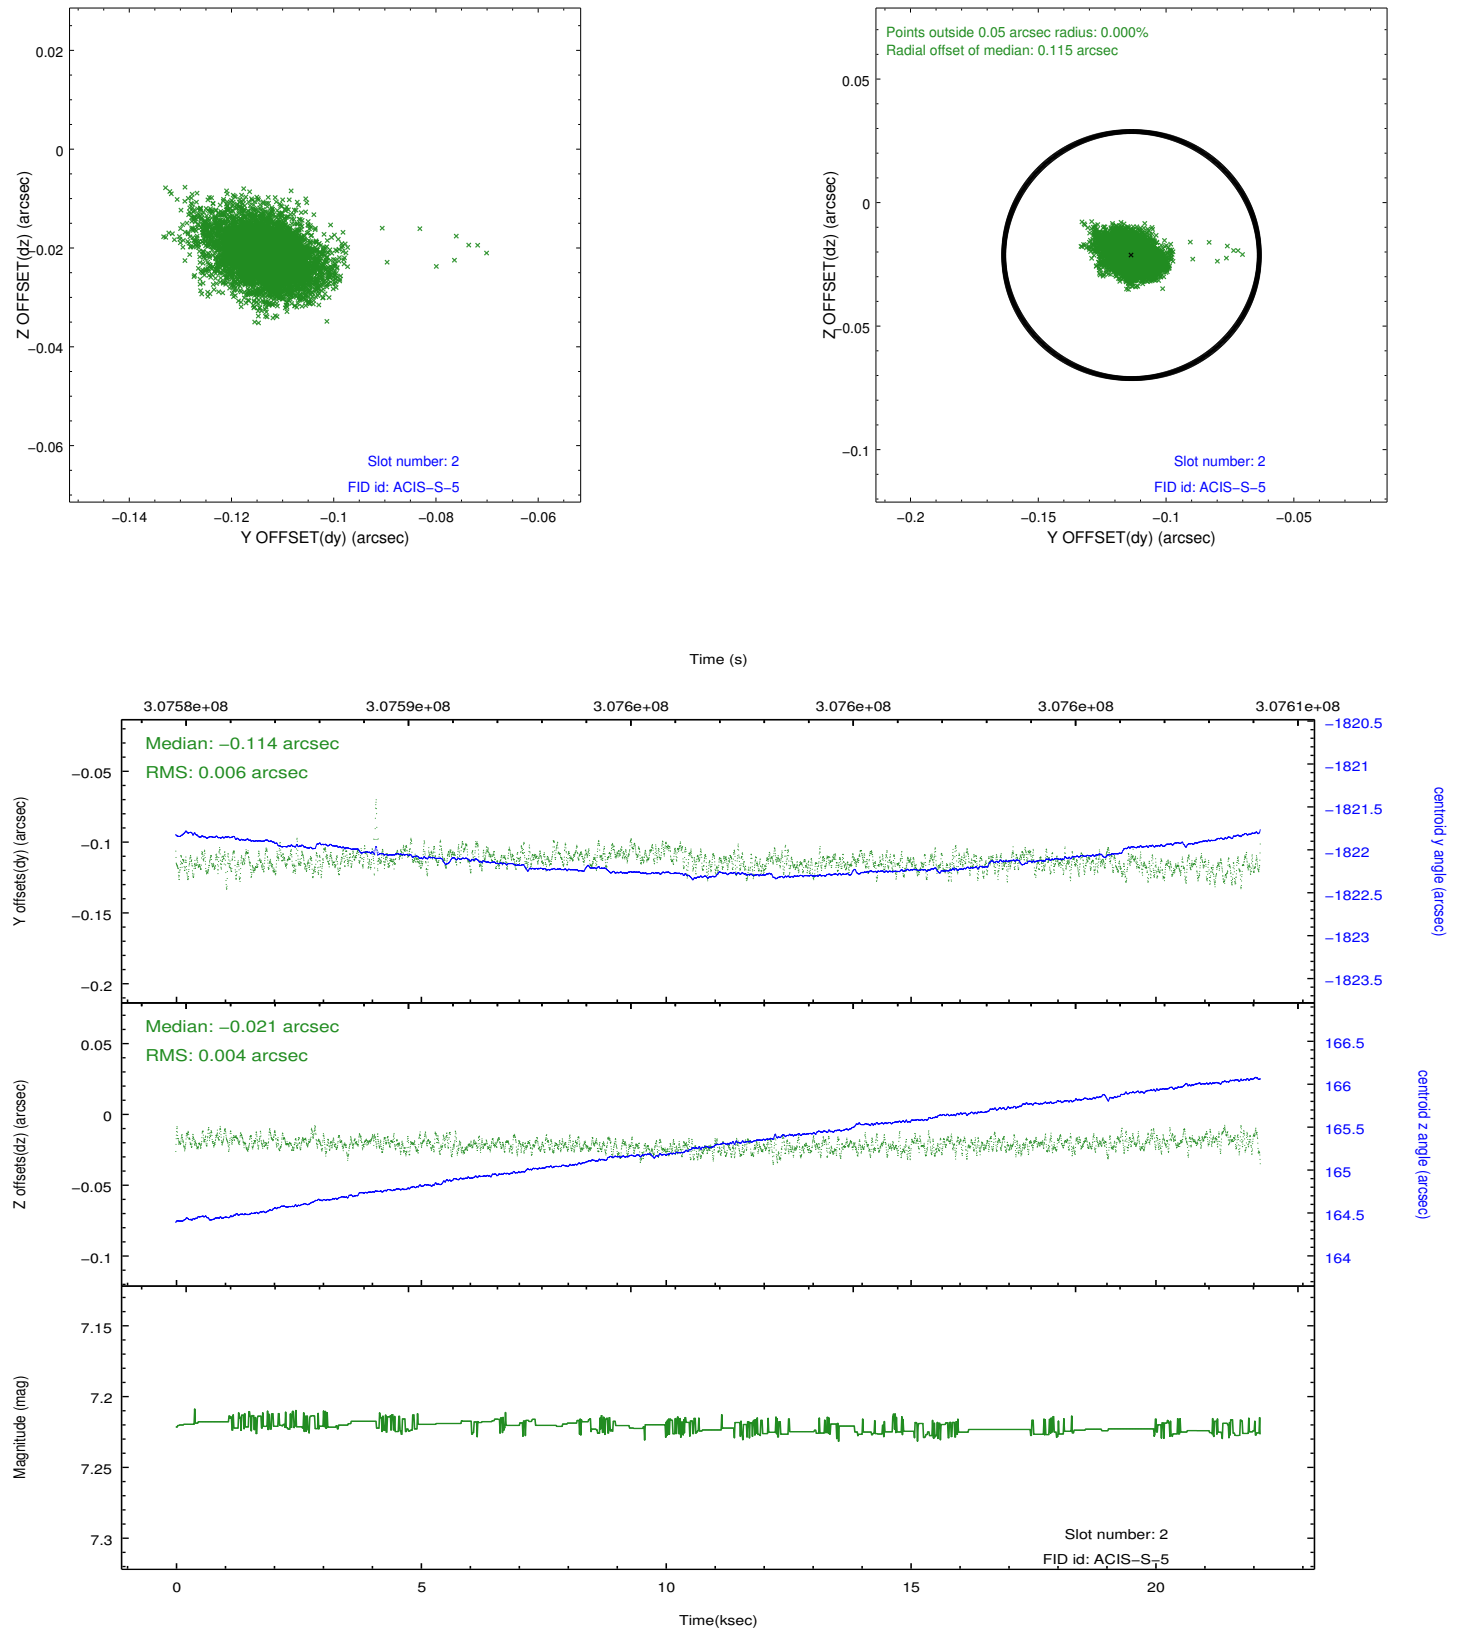 0.02
0
−0.02
−0.04
−0.06
Z OFFSET(dz) (arcsec)
Slot number: 2
FID id: ACIS−S−5
−0.14
−0.12
−0.1
−0.08
−0.06
Y OFFSET(dy) (arcsec)
Points outside 0.05 arcsec radius: 0.000%
Radial offset of median: 0.115 arcsec
0.05
0
−0.05
−0.1
Z OFFSET(dz) (arcsec)
Slot number: 2
FID id: ACIS−S−5
−0.2
−0.15
−0.1
−0.05
Y OFFSET(dy) (arcsec)
Time (s)
3.0758e+08
3.0759e+08
3.076e+08
3.076e+08
3.076e+08
3.0761e+08
Median: −0.114 arcsec
RMS: 0.006 arcsec
−0.05
−0.1
−0.15
−0.2
Y offsets(dy) (arcsec)
−1820.5
−1821
−1821.5
−1822
−1822.5
−1823
−1823.5
centroid y angle (arcsec)
Median: −0.021 arcsec
RMS: 0.004 arcsec
0.05
0
−0.05
−0.1
Z offsets(dz) (arcsec)
166.5
166
165.5
165
164.5
164
centroid z angle (arcsec)
7.15
7.2
7.25
7.3
Magnitude (mag)
Slot number: 2
FID id: ACIS−S−5
0
5
10
15
20
Time(ksec)